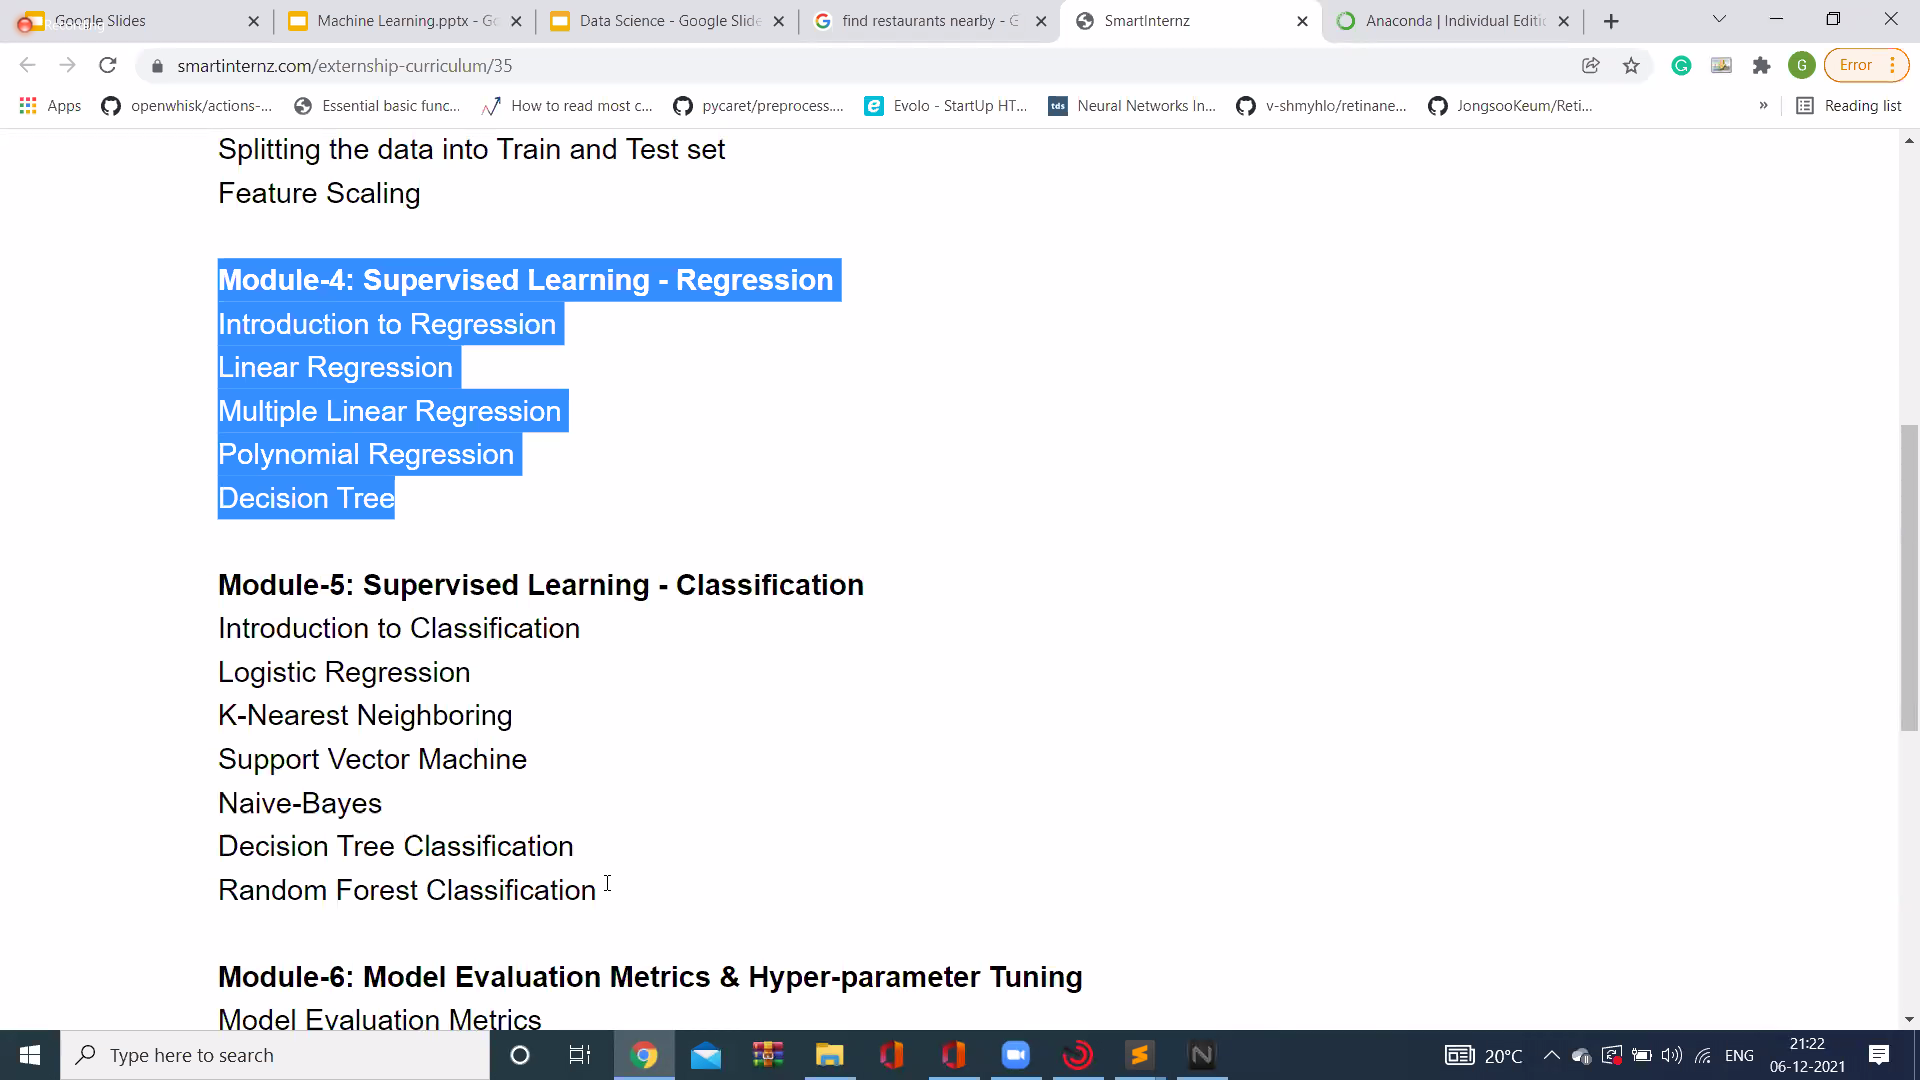 Google Slides
Machine Learning.pptx - Go
Data Science - Google Slide
find restaurants nearby - G
SmartInternz
Anaconda | Individual Editi
smartinternz.com/externship-curriculum/35
G
Error
Apps
openwhisk/actions-...
Essential basic func...
How to read most c...
pycaret/preprocess....
Evolo - StartUp HT...
tds
Neural Networks In...
v-shmyhlo/retinane...
JongsooKeum/Reti...
»
Reading list
Splitting the data into Train and Test set
Feature Scaling
Module-4: Supervised Learning - Regression
Introduction to Regression
Linear Regression
Multiple Linear Regression
Polynomial Regression
Decision Tree
Module-5: Supervised Learning - Classification
Introduction to Classification
Logistic Regression
K-Nearest Neighboring
Support Vector Machine
Naive-Bayes
Decision Tree Classification
Random Forest Classification
Module-6: Model Evaluation Metrics & Hyper-parameter Tuning
Model Evaluation Metrics
Type here to search
20°C
ENG
21:22
06-12-2021